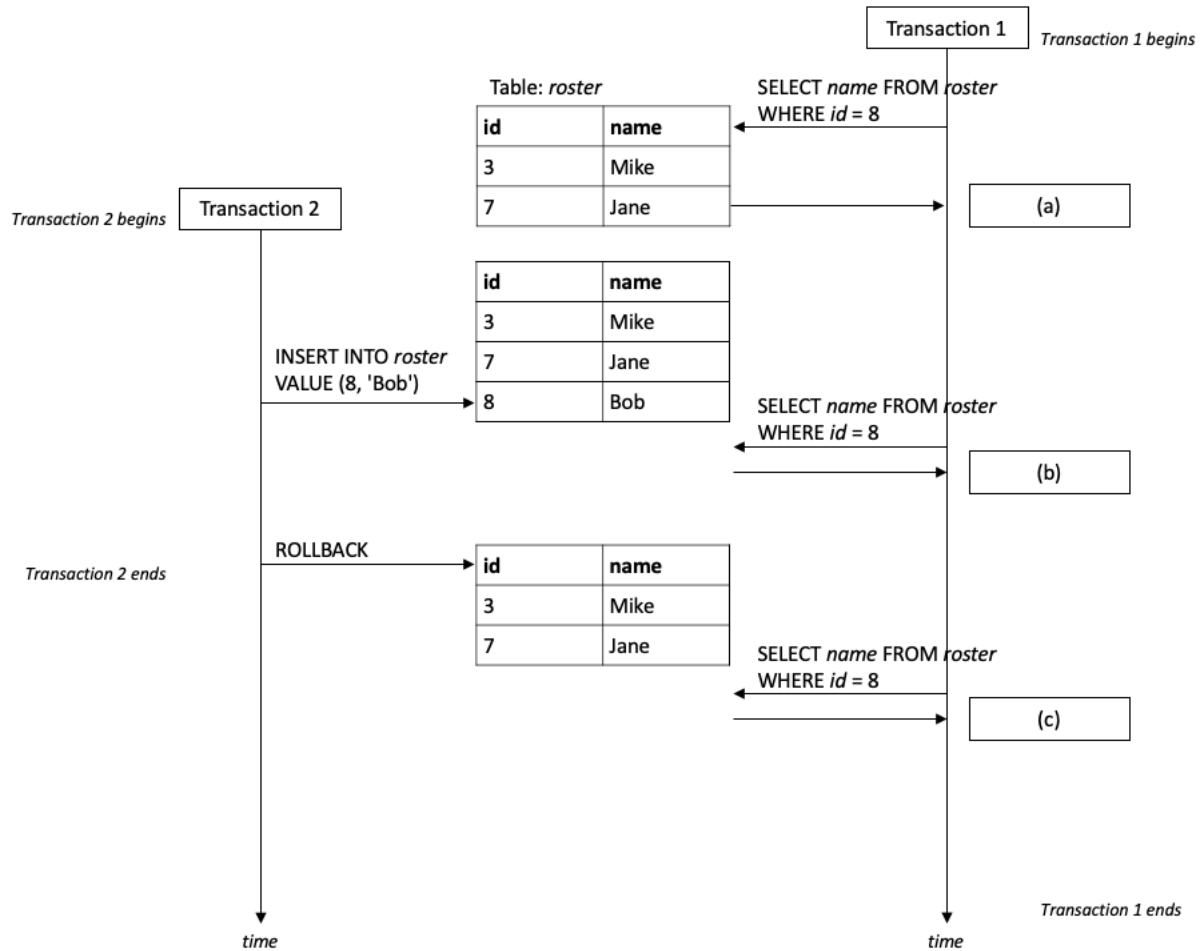 Transaction 1
Transaction 1 begins
Table: roster
SELECT name FROM roster
WHERE id = 8
id name
3 Mike
7 Jane
(a)
Transaction 2
Transaction 2 begins
id name
3 Mike
7 Jane
8 Bob
INSERT INTO roster
VALUE (8, 'Bob')
SELECT name FROM roster
WHERE id = 8
(b)
ROLLBACK
Transaction 2 ends
id name
3 Mike
7 Jane
SELECT name FROM roster
WHERE id = 8
(c)
Transaction 1 ends
time
time